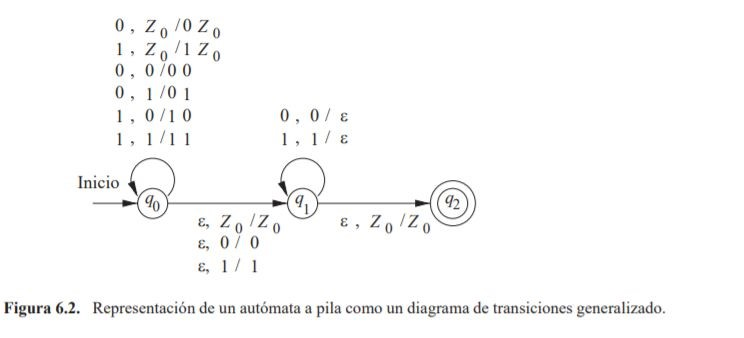 0 , Z₀ / 0 Z₀
1 , Z₀ / 1 Z₀
0 , 0 / 0 0
0 , 1 / 0 1
1 , 0 / 1 0
1 , 1 / 1 1
0 , 0 / ε
1 , 1 / ε
Inicio
q₀
q₁
q₂
ε, Z₀ / Z₀
ε, 0 / 0
ε, 1 / 1
ε , Z₀ / Z₀
Figura 6.2. Representación de un autómata a pila como un diagrama de transiciones generalizado.